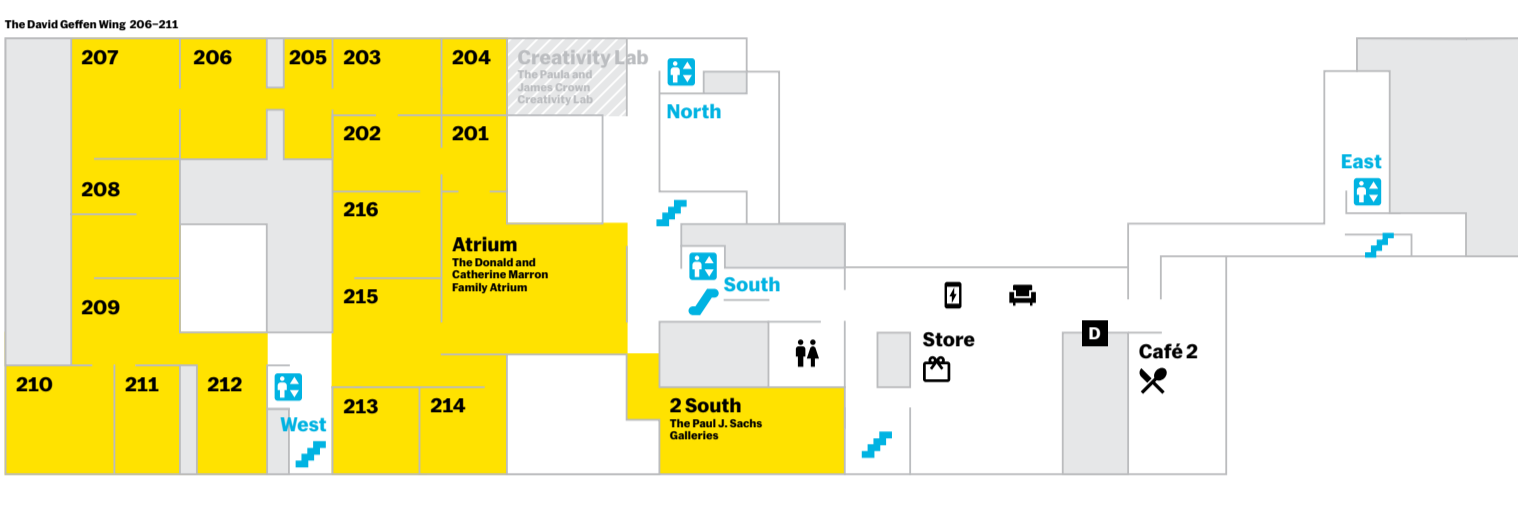 The David Geffen Wing 206–211
207
206
205
203
204
Creativity Lab
The Paula and
James Crown
Creativity Lab
North
202
201
East
208
216
Atrium
The Donald and
Catherine Marron
Family Atrium
South
215
209
D
Store
Café 2
210
211
212
213
214
2 South
The Paul J. Sachs
Galleries
West